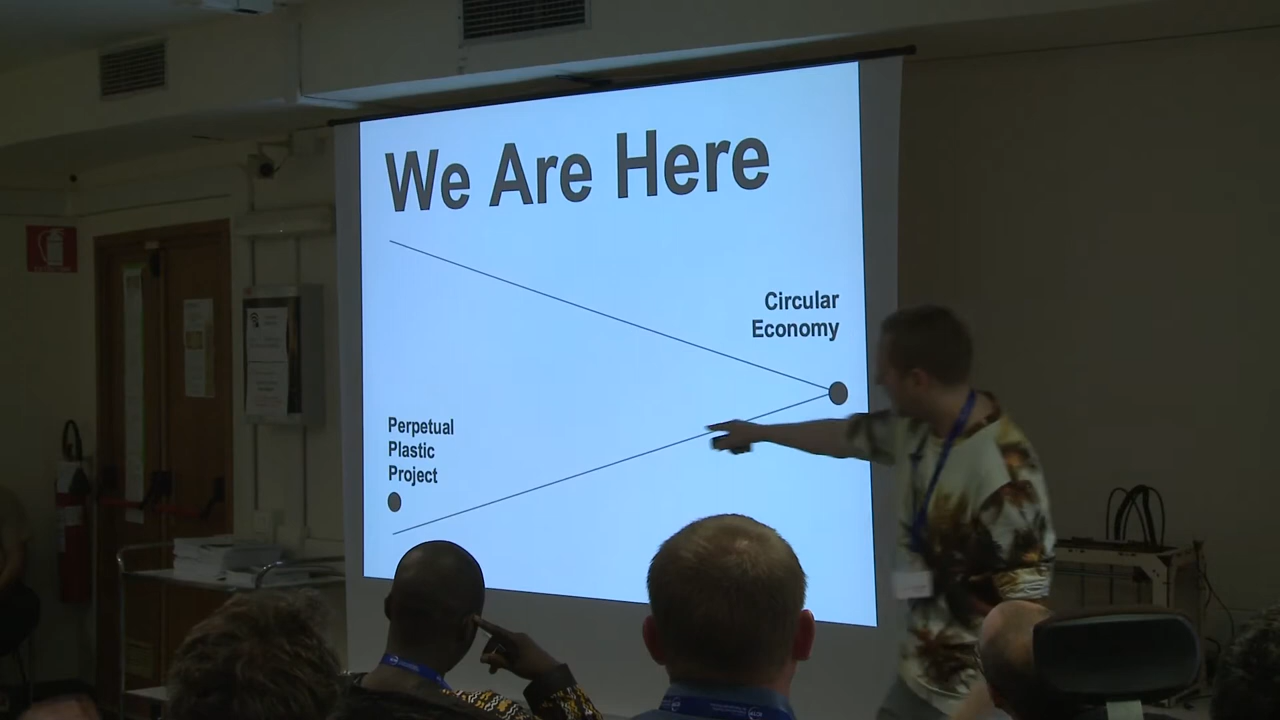 We Are Here
Circular
Economy
Perpetual
Plastic
Project